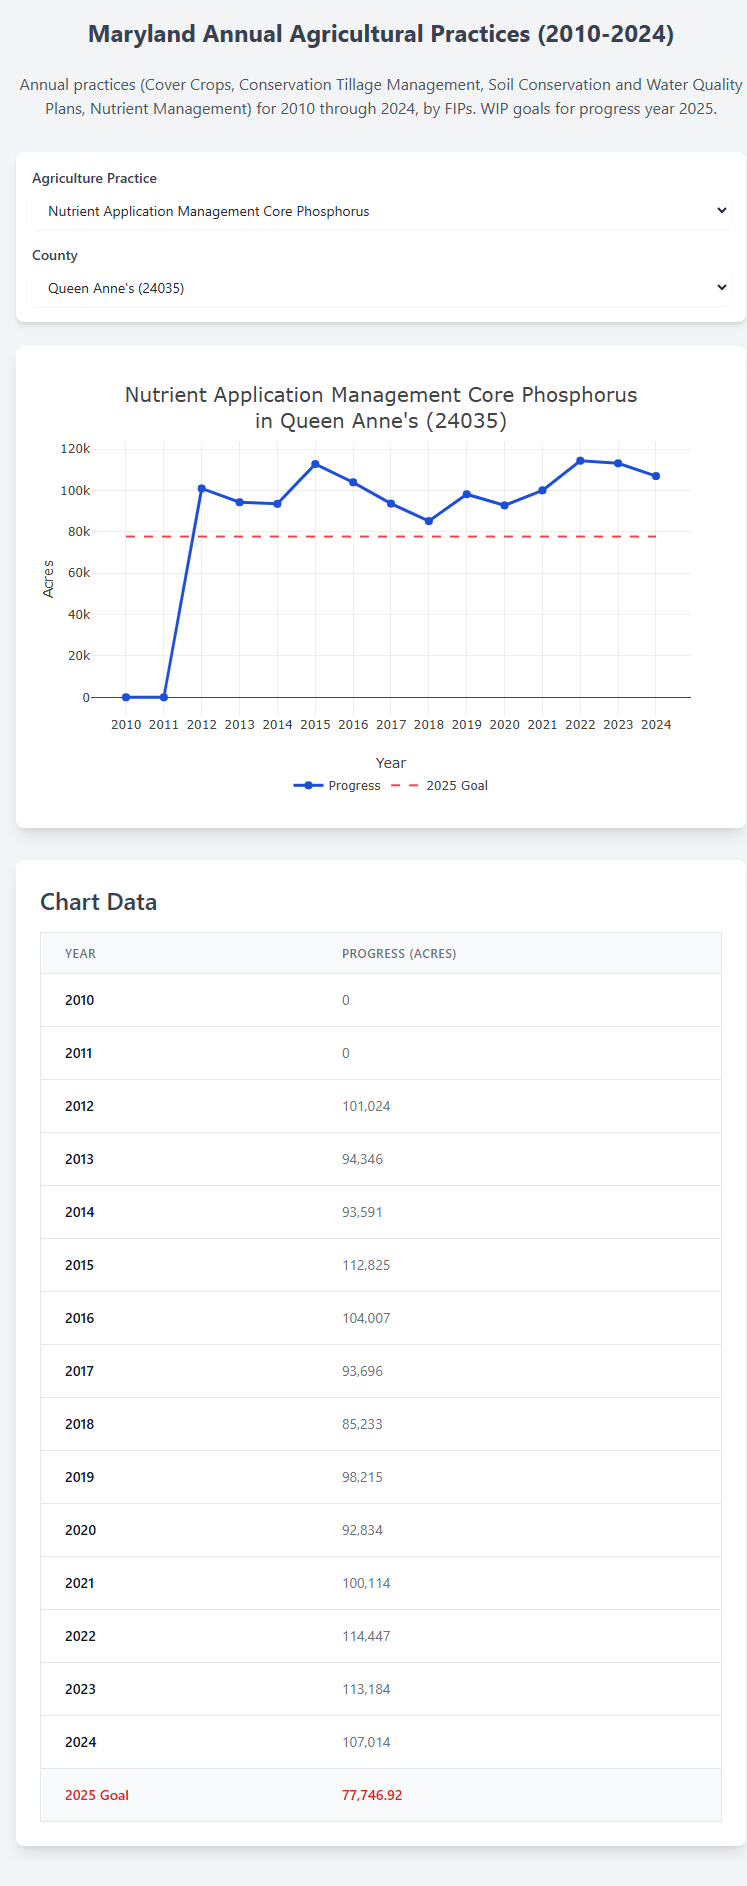 Maryland Annual Agricultural Practices (2010-2024)
Annual practices (Cover Crops, Conservation Tillage Management, Soil Conservation and Water Quality
Plans, Nutrient Management) for 2010 through 2024, by FIPs. WIP goals for progress year 2025.
Agriculture Practice
Nutrient Application Management Core Phosphorus
County
Queen Anne's (24035)
Nutrient Application Management Core Phosphorus
in Queen Anne's (24035)
120k
100k
80k
60k
40k
20k
0
Acres
2010 2011 2012 2013 2014 2015 2016 2017 2018 2019 2020 2021 2022 2023 2024
Year
Progress 2025 Goal
Chart Data
YEAR PROGRESS (ACRES)
2010 0
2011 0
2012 101,024
2013 94,346
2014 93,591
2015 112,825
2016 104,007
2017 93,696
2018 85,233
2019 98,215
2020 92,834
2021 100,114
2022 114,447
2023 113,184
2024 107,014
2025 Goal 77,746.92